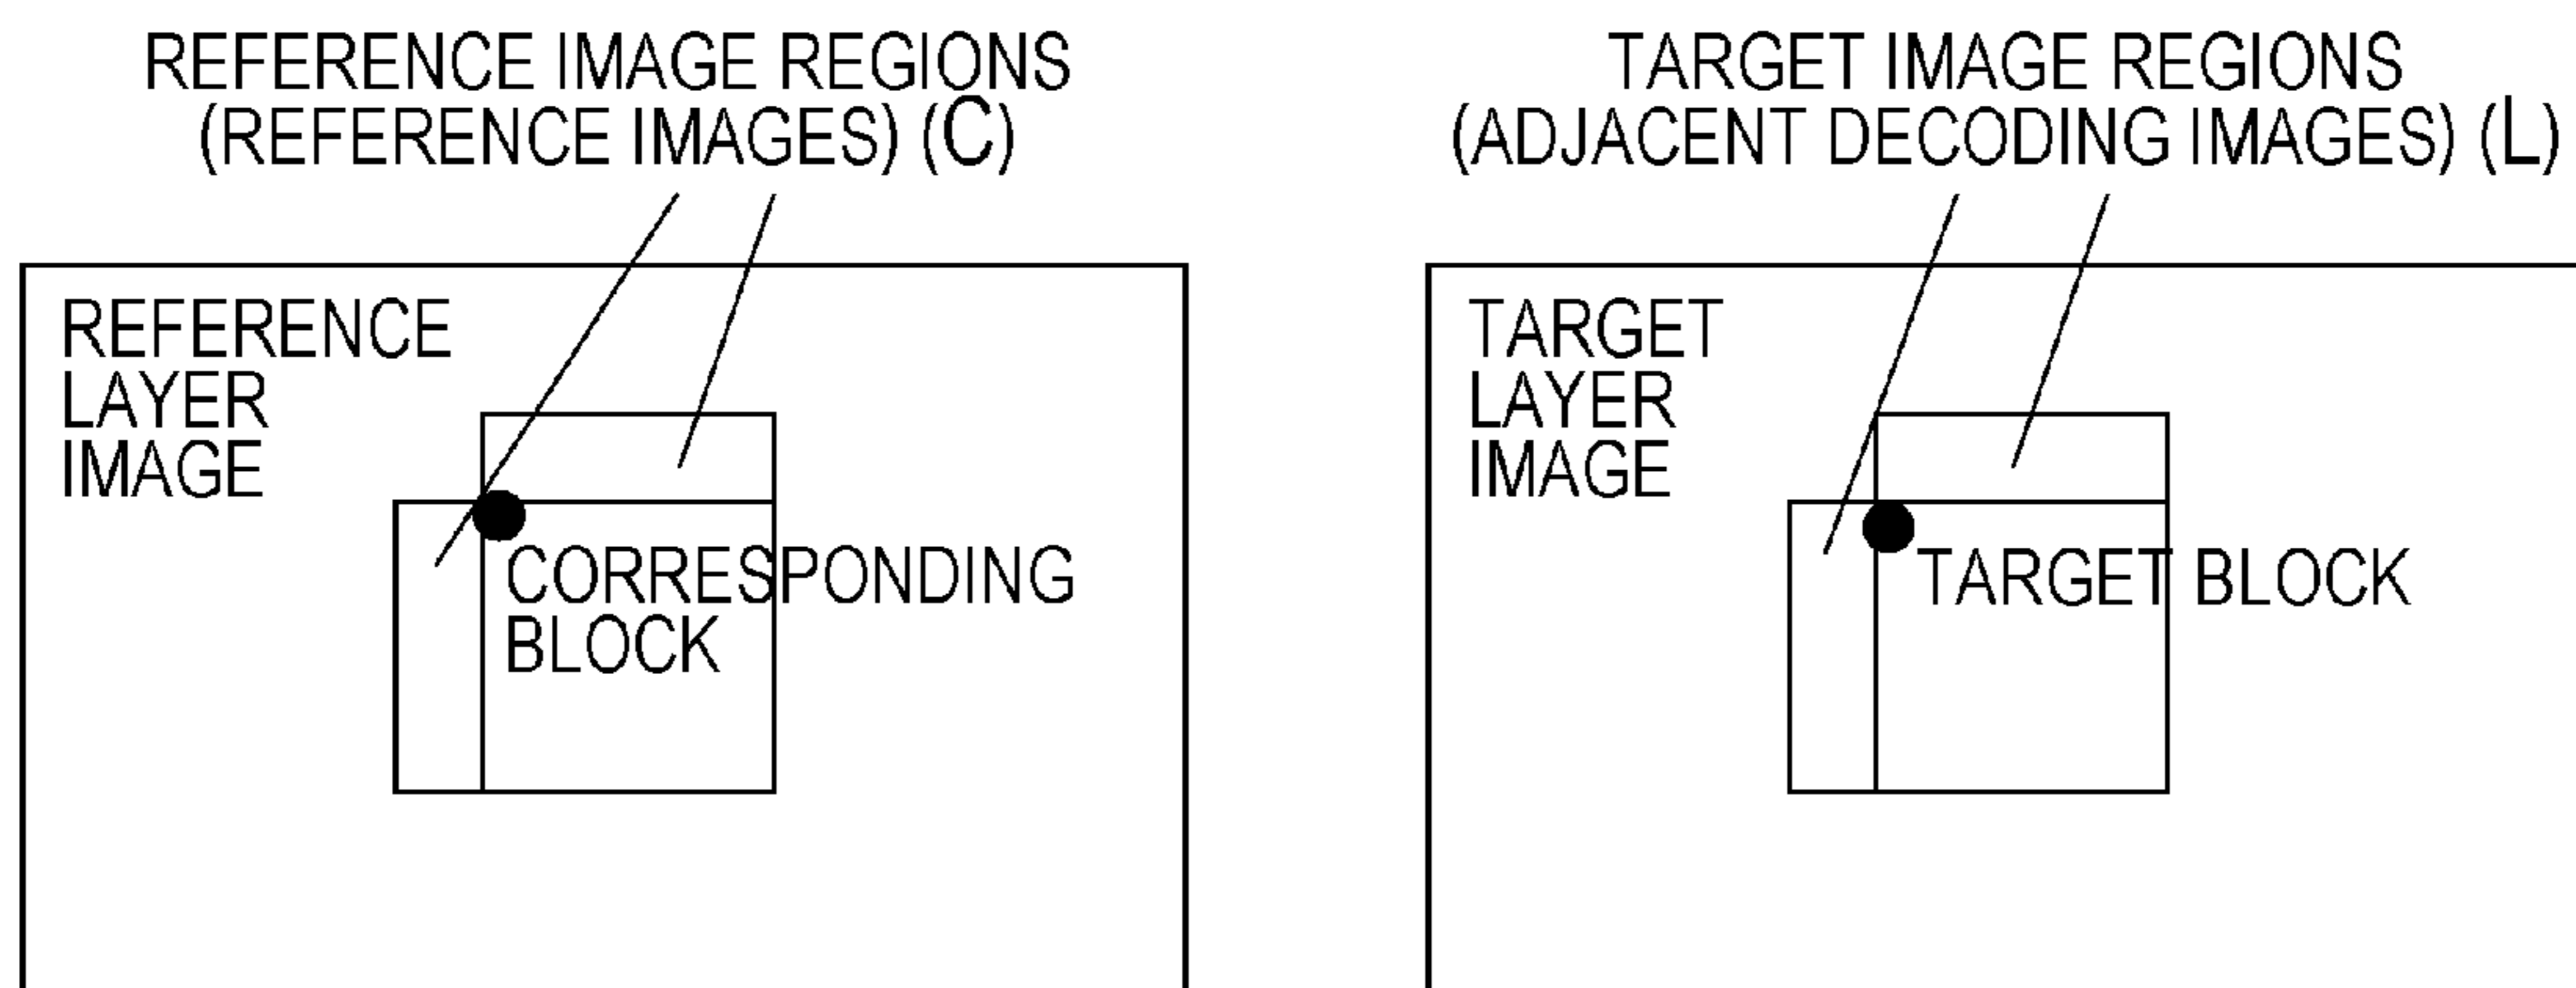 REFERENCE IMAGE REGIONS
(REFERENCE IMAGES) (C)
TARGET IMAGE REGIONS
(ADJACENT DECODING IMAGES) (L)
REFERENCE
LAYER
IMAGE
CORRESPONDING
BLOCK
TARGET
LAYER
IMAGE
TARGET BLOCK